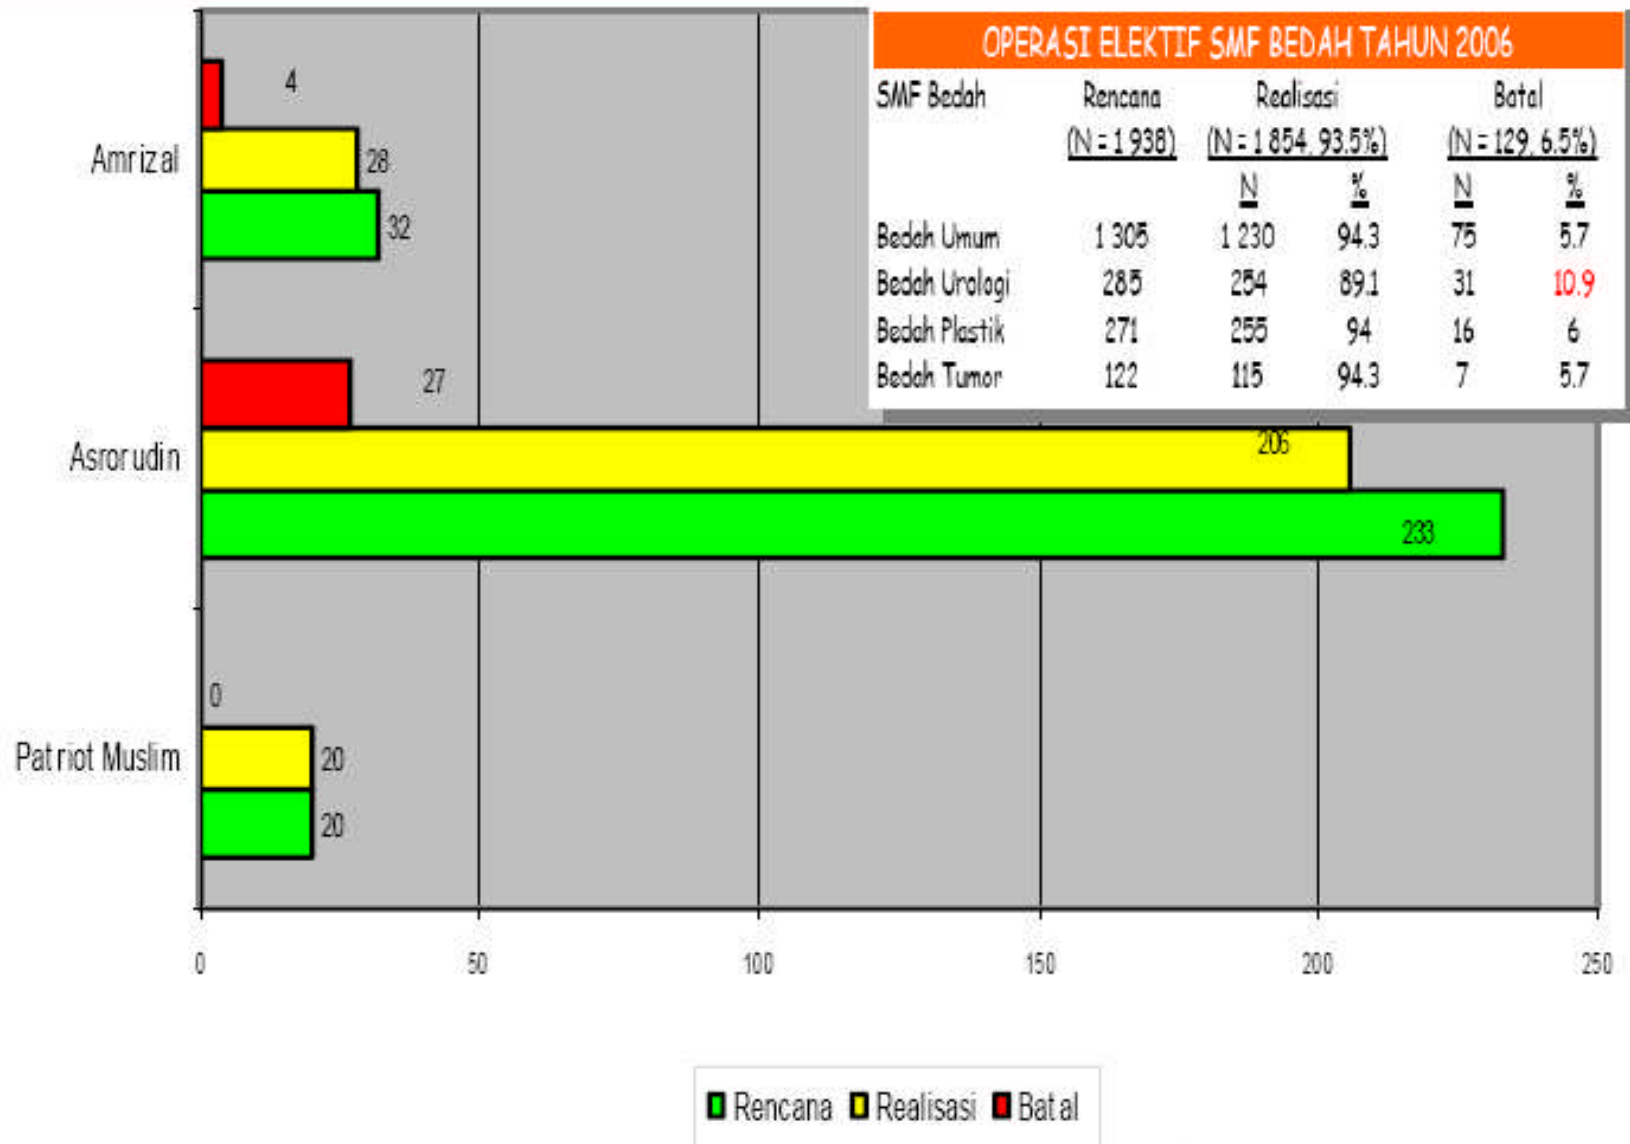 OPERASI ELEKTIF SMF BEDAH TAHUN 2006
SMF Bedah Rencana Realisasi Batal
(N = 1 938) (N = 1 854, 93.5%) (N = 129, 6.5%)
N % N %
Bedah Umum 1 305 1 230 94.3 75 5.7
Bedah Urologi 285 254 89.1 31 10.9
Bedah Plastik 271 255 94 16 6
Bedah Tumor 122 115 94.3 7 5.7
4
Amrizal
28
32
27
Asrorudin
206
233
0
Patriot Muslim
20
20
0 50 100 150 200 250
Rencana Realisasi Batal